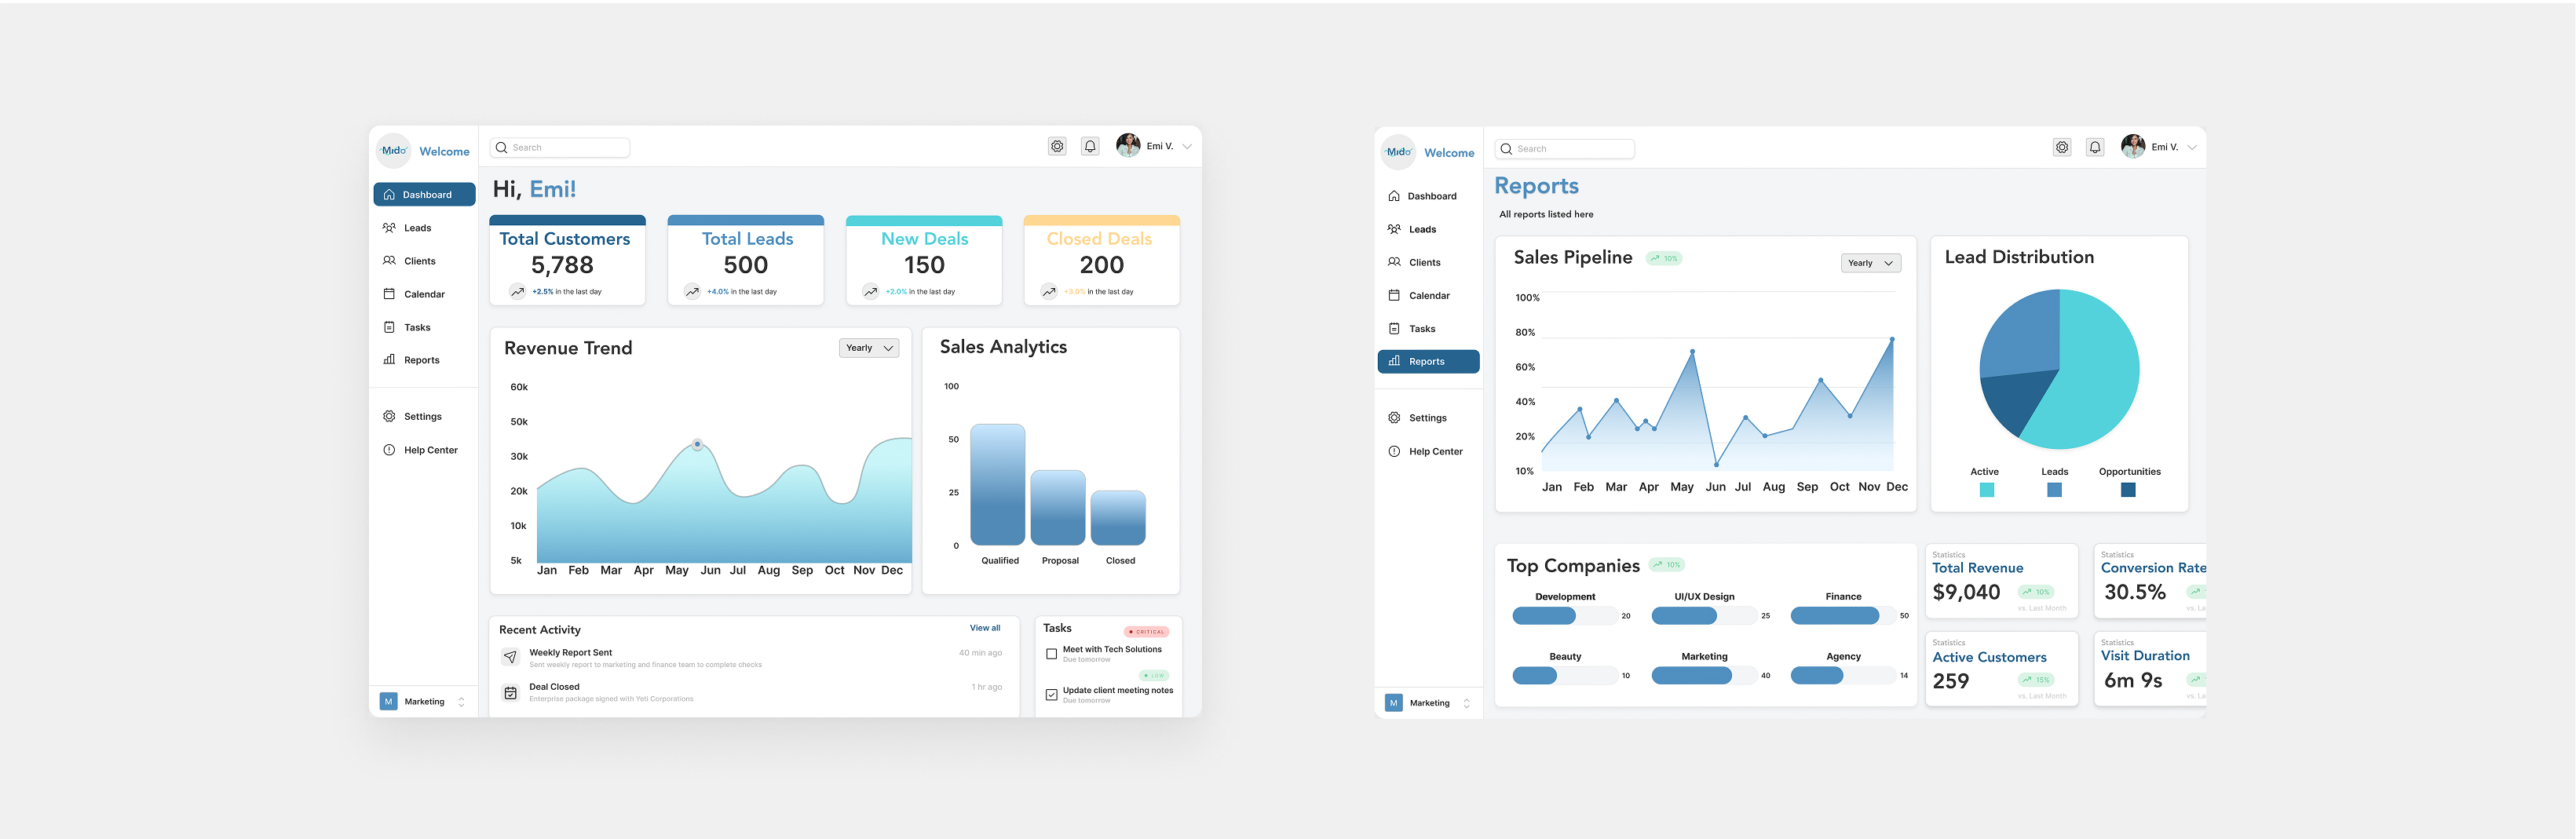 Mido
Welcome
Search
Emi V.
Dashboard
Leads
Clients
Calendar
Tasks
Reports
Settings
Help Center
M Marketing
Hi, Emi!
Total Customers
5,788
+2.5% in the last day
Total Leads
500
+4.0% in the last day
New Deals
150
+2.0% in the last day
Closed Deals
200
+3.0% in the last day
Revenue Trend
Yearly
60k
50k
30k
20k
10k
5k
Jan Feb Mar Apr May Jun Jul Aug Sep Oct Nov Dec
Sales Analytics
100
50
25
0
Qualified Proposal Closed
Recent Activity
View all
Weekly Report Sent
40 min ago
Sent weekly report to marketing and finance team to complete checks
Deal Closed
1 hr ago
Enterprise package signed with Yeti Corporations
Tasks
CRITICAL
Meet with Tech Solutions
Due tomorrow
LOW
Update client meeting notes
Due tomorrow
Mido
Welcome
Search
Emi V.
Dashboard
Leads
Clients
Calendar
Tasks
Reports
Settings
Help Center
M Marketing
Reports
All reports listed here
Sales Pipeline
10%
Yearly
100%
80%
60%
40%
20%
10%
Jan Feb Mar Apr May Jun Jul Aug Sep Oct Nov Dec
Lead Distribution
Active Leads Opportunities
Top Companies
10%
Development
20
UI/UX Design
25
Finance
50
Beauty
10
Marketing
40
Agency
14
Statistics
Total Revenue
$9,040
10%
vs. Last Month
Statistics
Conversion Rate
30.5%
vs. La
Statistics
Active Customers
259
15%
vs. Last Month
Statistics
Visit Duration
6m 9s
vs. La